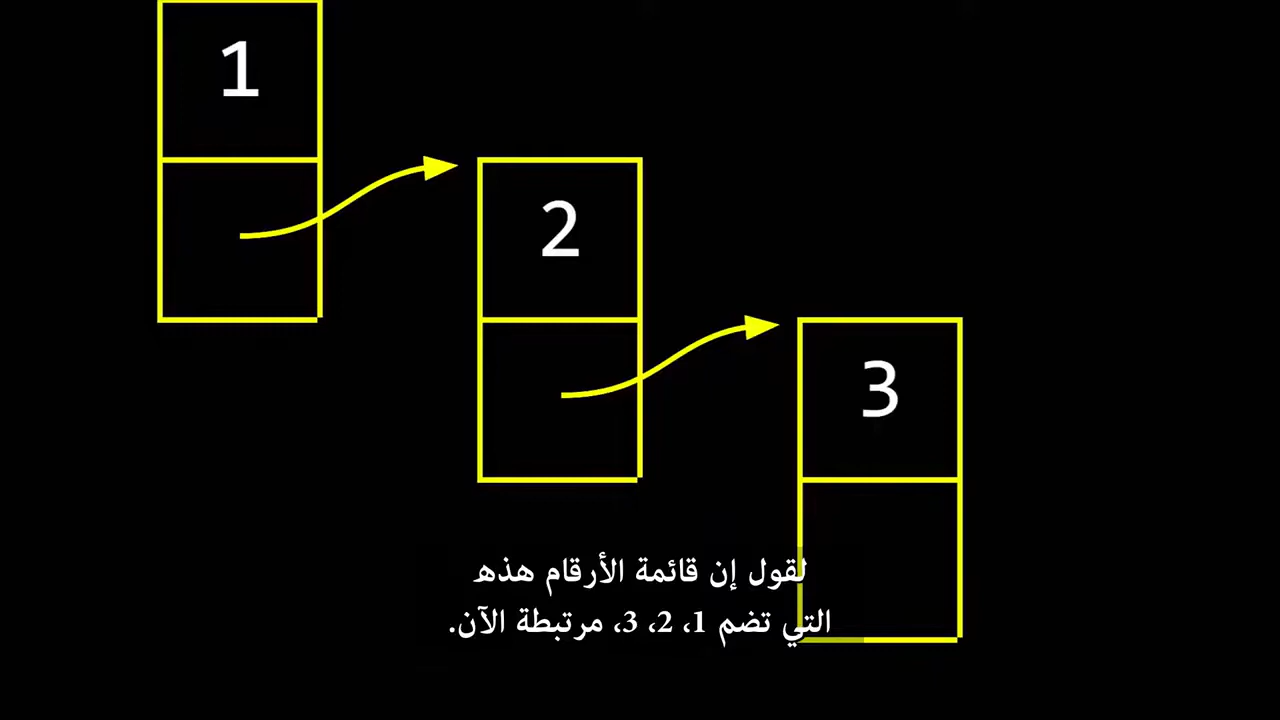 1
2
3
لقول إن قائمة الأرقام هذه
التي تضم 1، 2، 3، مرتبطة الآن.